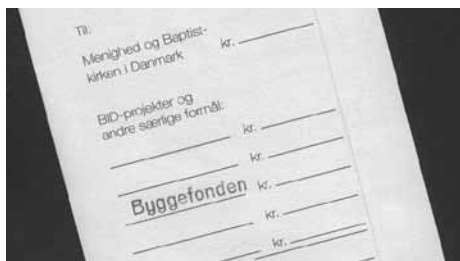 Til:
Menighed og Baptist-
kirken i Danmark kr.
BID-projekter og
andre særlige formål:
kr.
kr.
Byggefonden kr.
kr.
kr.